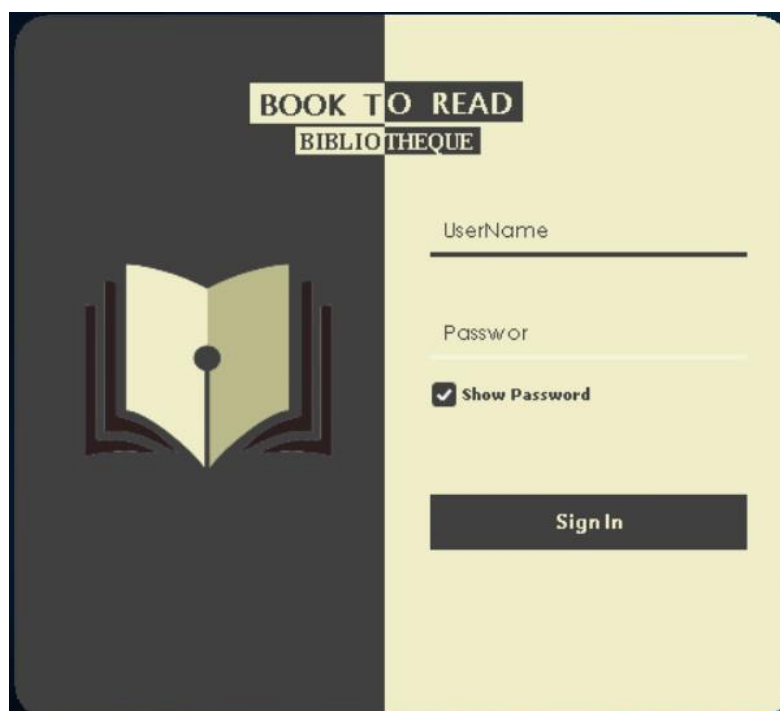 BOOK TO READ
BIBLIOTHEQUE
UserName
Passwor
Show Password
Sign In